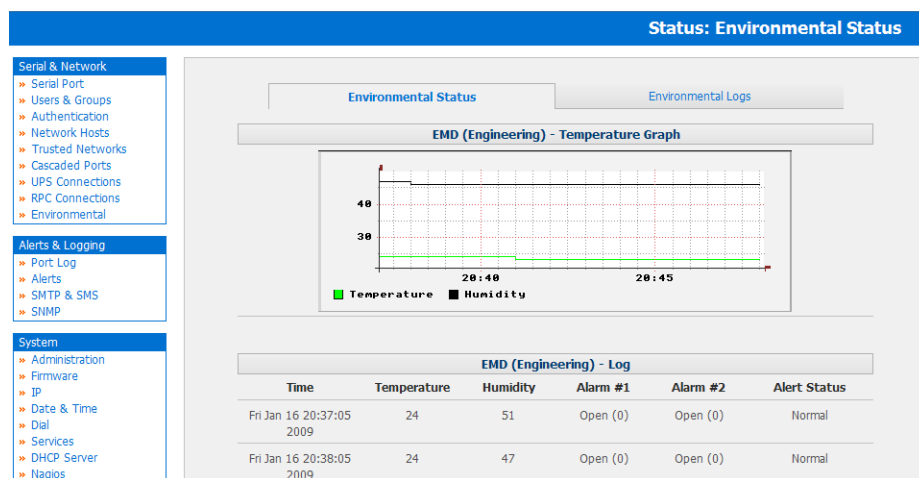 Status: Environmental Status
Serial & Network
» Serial Port
» Users & Groups
» Authentication
» Network Hosts
» Trusted Networks
» Cascaded Ports
» UPS Connections
» RPC Connections
» Environmental
Alerts & Logging
» Port Log
» Alerts
» SMTP & SMS
» SNMP
System
» Administration
» Firmware
» IP
» Date & Time
» Dial
» Services
» DHCP Server
» Nagios
Environmental Status
Environmental Logs
EMD (Engineering) - Temperature Graph
40
30
20:40 20:45
Temperature Humidity
EMD (Engineering) - Log
Time Temperature Humidity Alarm #1 Alarm #2 Alert Status
Fri Jan 16 20:37:05 24 51 Open (0) Open (0) Normal
2009
Fri Jan 16 20:38:05 24 47 Open (0) Open (0) Normal
2009